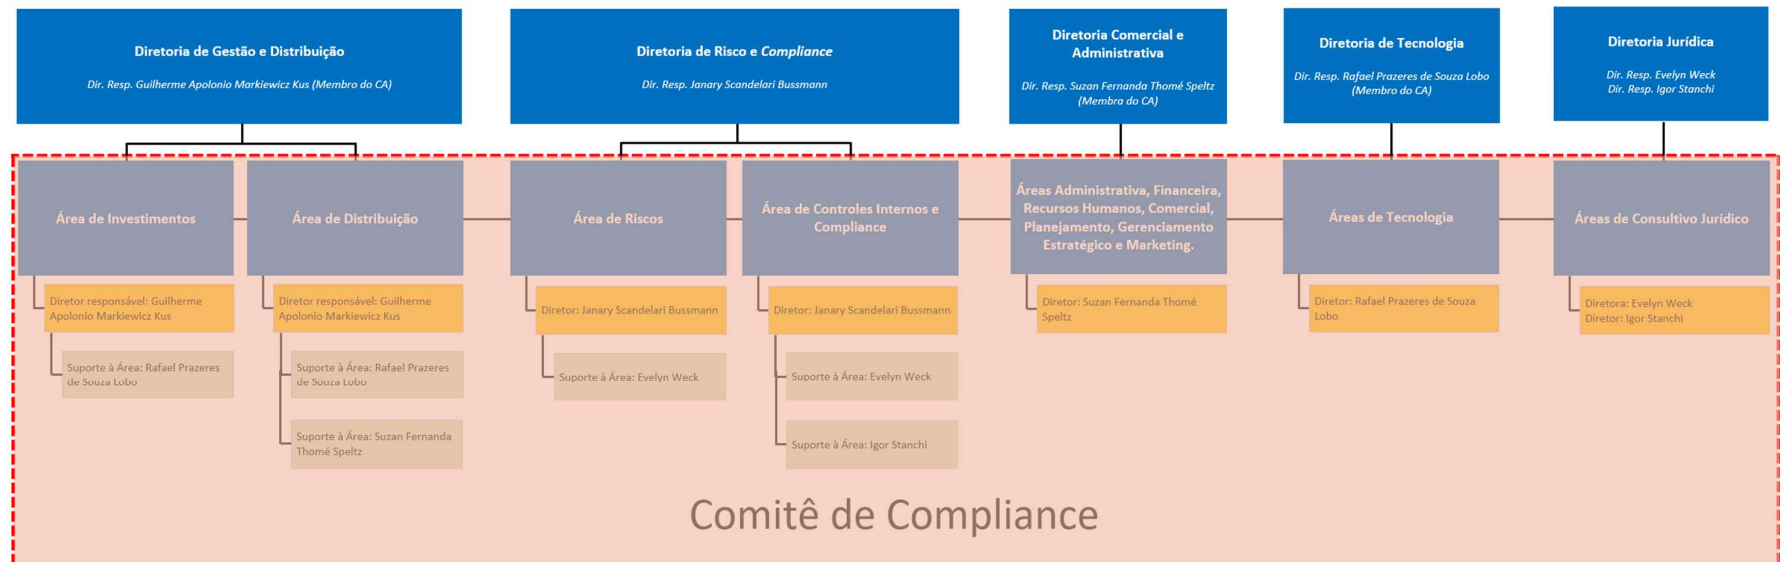 Diretoria de Gestão e Distribuição
Dir. Resp. Guilherme Apolonio Markiewicz Kus (Membro do CA)
Diretoria de Risco e Compliance
Dir. Resp. Janary Scandelari Bussmann
Diretoria Comercial e
Administrativa
Dir. Resp. Suzan Fernanda Thomé Speltz
(Membra do CA)
Diretoria de Tecnologia
Dir. Resp. Rafael Prazeres de Souza Lobo
(Membro do CA)
Diretoria Jurídica
Dir. Resp. Evelyn Weck
Dir. Resp. Igor Stanchi
Área de Investimentos
Área de Distribuição
Área de Riscos
Área de Controles Internos e
Compliance
Áreas Administrativa, Financeira,
Recursos Humanos, Comercial,
Planejamento, Gerenciamento
Estratégico e Marketing.
Áreas de Tecnologia
Áreas de Consultivo Jurídico
Diretor responsável: Guilherme
Apolonio Markiewicz Kus
Diretor responsável: Guilherme
Apolonio Markiewicz Kus
Diretor: Janary Scandelari Bussmann
Diretor: Janary Scandelari Bussmann
Diretor: Suzan Fernanda Thomé
Speltz
Diretor: Rafael Prazeres de Souza
Lobo
Diretora: Evelyn Weck
Diretor: Igor Stanchi
Suporte à Área: Rafael Prazeres
de Souza Lobo
Suporte à Área: Rafael Prazeres
de Souza Lobo
Suporte à Área: Evelyn Weck
Suporte à Área: Evelyn Weck
Suporte à Área: Suzan Fernanda
Thomé Speltz
Suporte à Área: Igor Stanchi
Comitê de Compliance